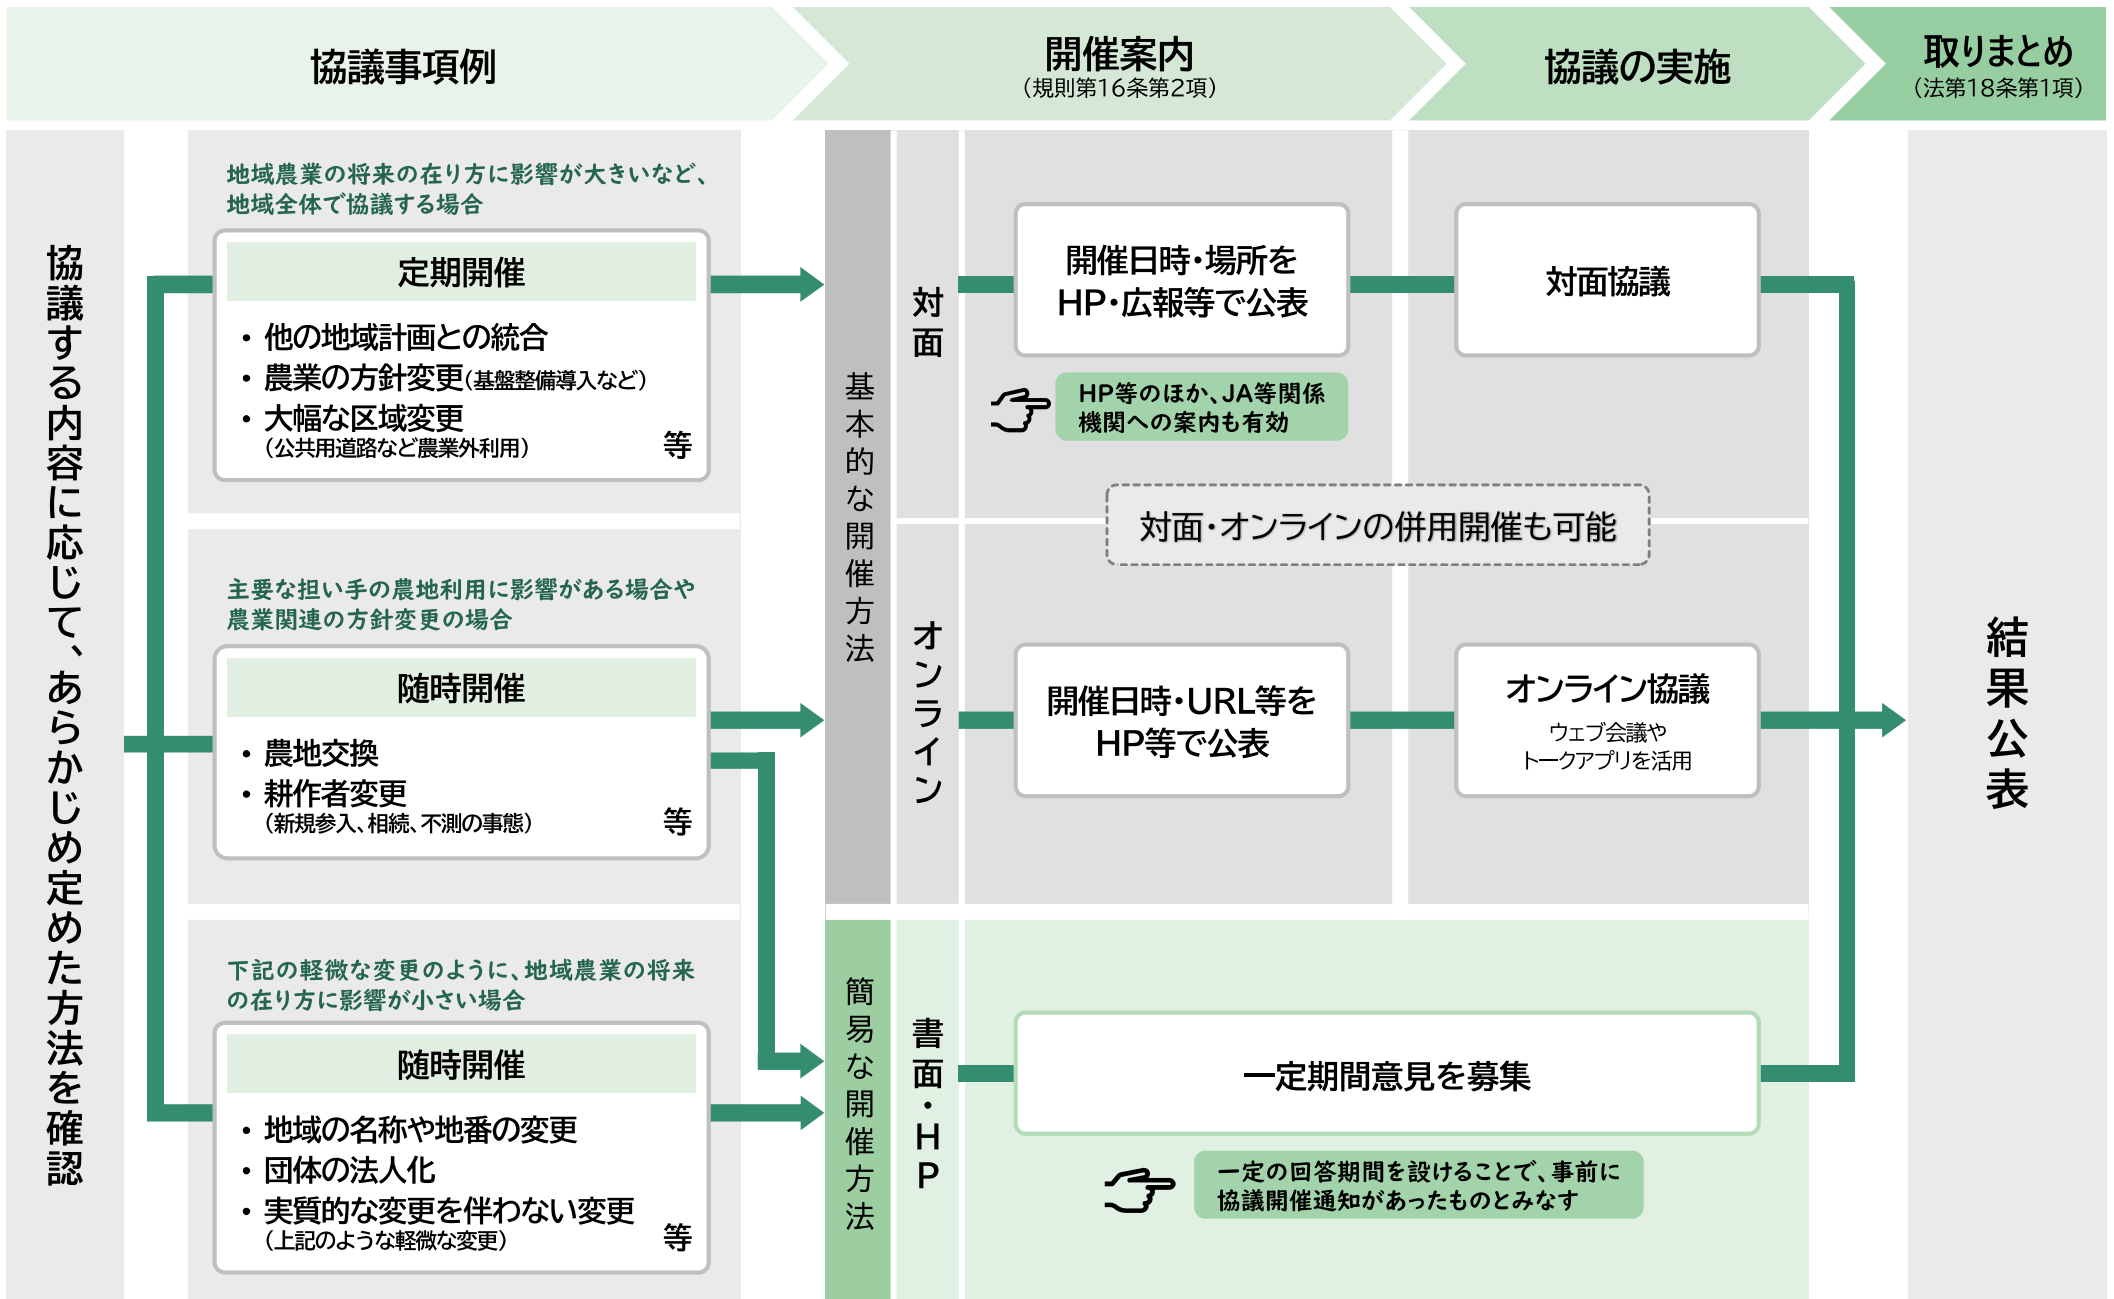 協議事項例
開催案内
（規則第16条第2項）
協議の実施
取りまとめ
（法第18条第1項）
協議する内容に応じて、あらかじめ定めた方法を確認
地域農業の将来の在り方に影響が大きいなど、
地域全体で協議する場合
定期開催
・他の地域計画との統合
・農業の方針変更（基盤整備導入など）
・大幅な区域変更
（公共用道路など農業外利用）
等
主要な担い手の農地利用に影響がある場合や
農業関連の方針変更の場合
随時開催
・農地交換
・耕作者変更
（新規参入、相続、不測の事態）
等
下記の軽微な変更のように、地域農業の将来
の在り方に影響が小さい場合
随時開催
・地域の名称や地番の変更
・団体の法人化
・実質的な変更を伴わない変更
（上記のような軽微な変更）
等
基本的な開催方法
対面
開催日時・場所を
HP・広報等で公表
対面協議
HP等のほか、JA等関係
機関への案内も有効
対面・オンラインの併用開催も可能
オンライン
開催日時・URL等を
HP等で公表
オンライン協議
ウェブ会議や
トークアプリを活用
簡易な開催方法
書面・HP
一定期間意見を募集
一定の回答期間を設けることで、事前に
協議開催通知があったものとみなす
結果公表